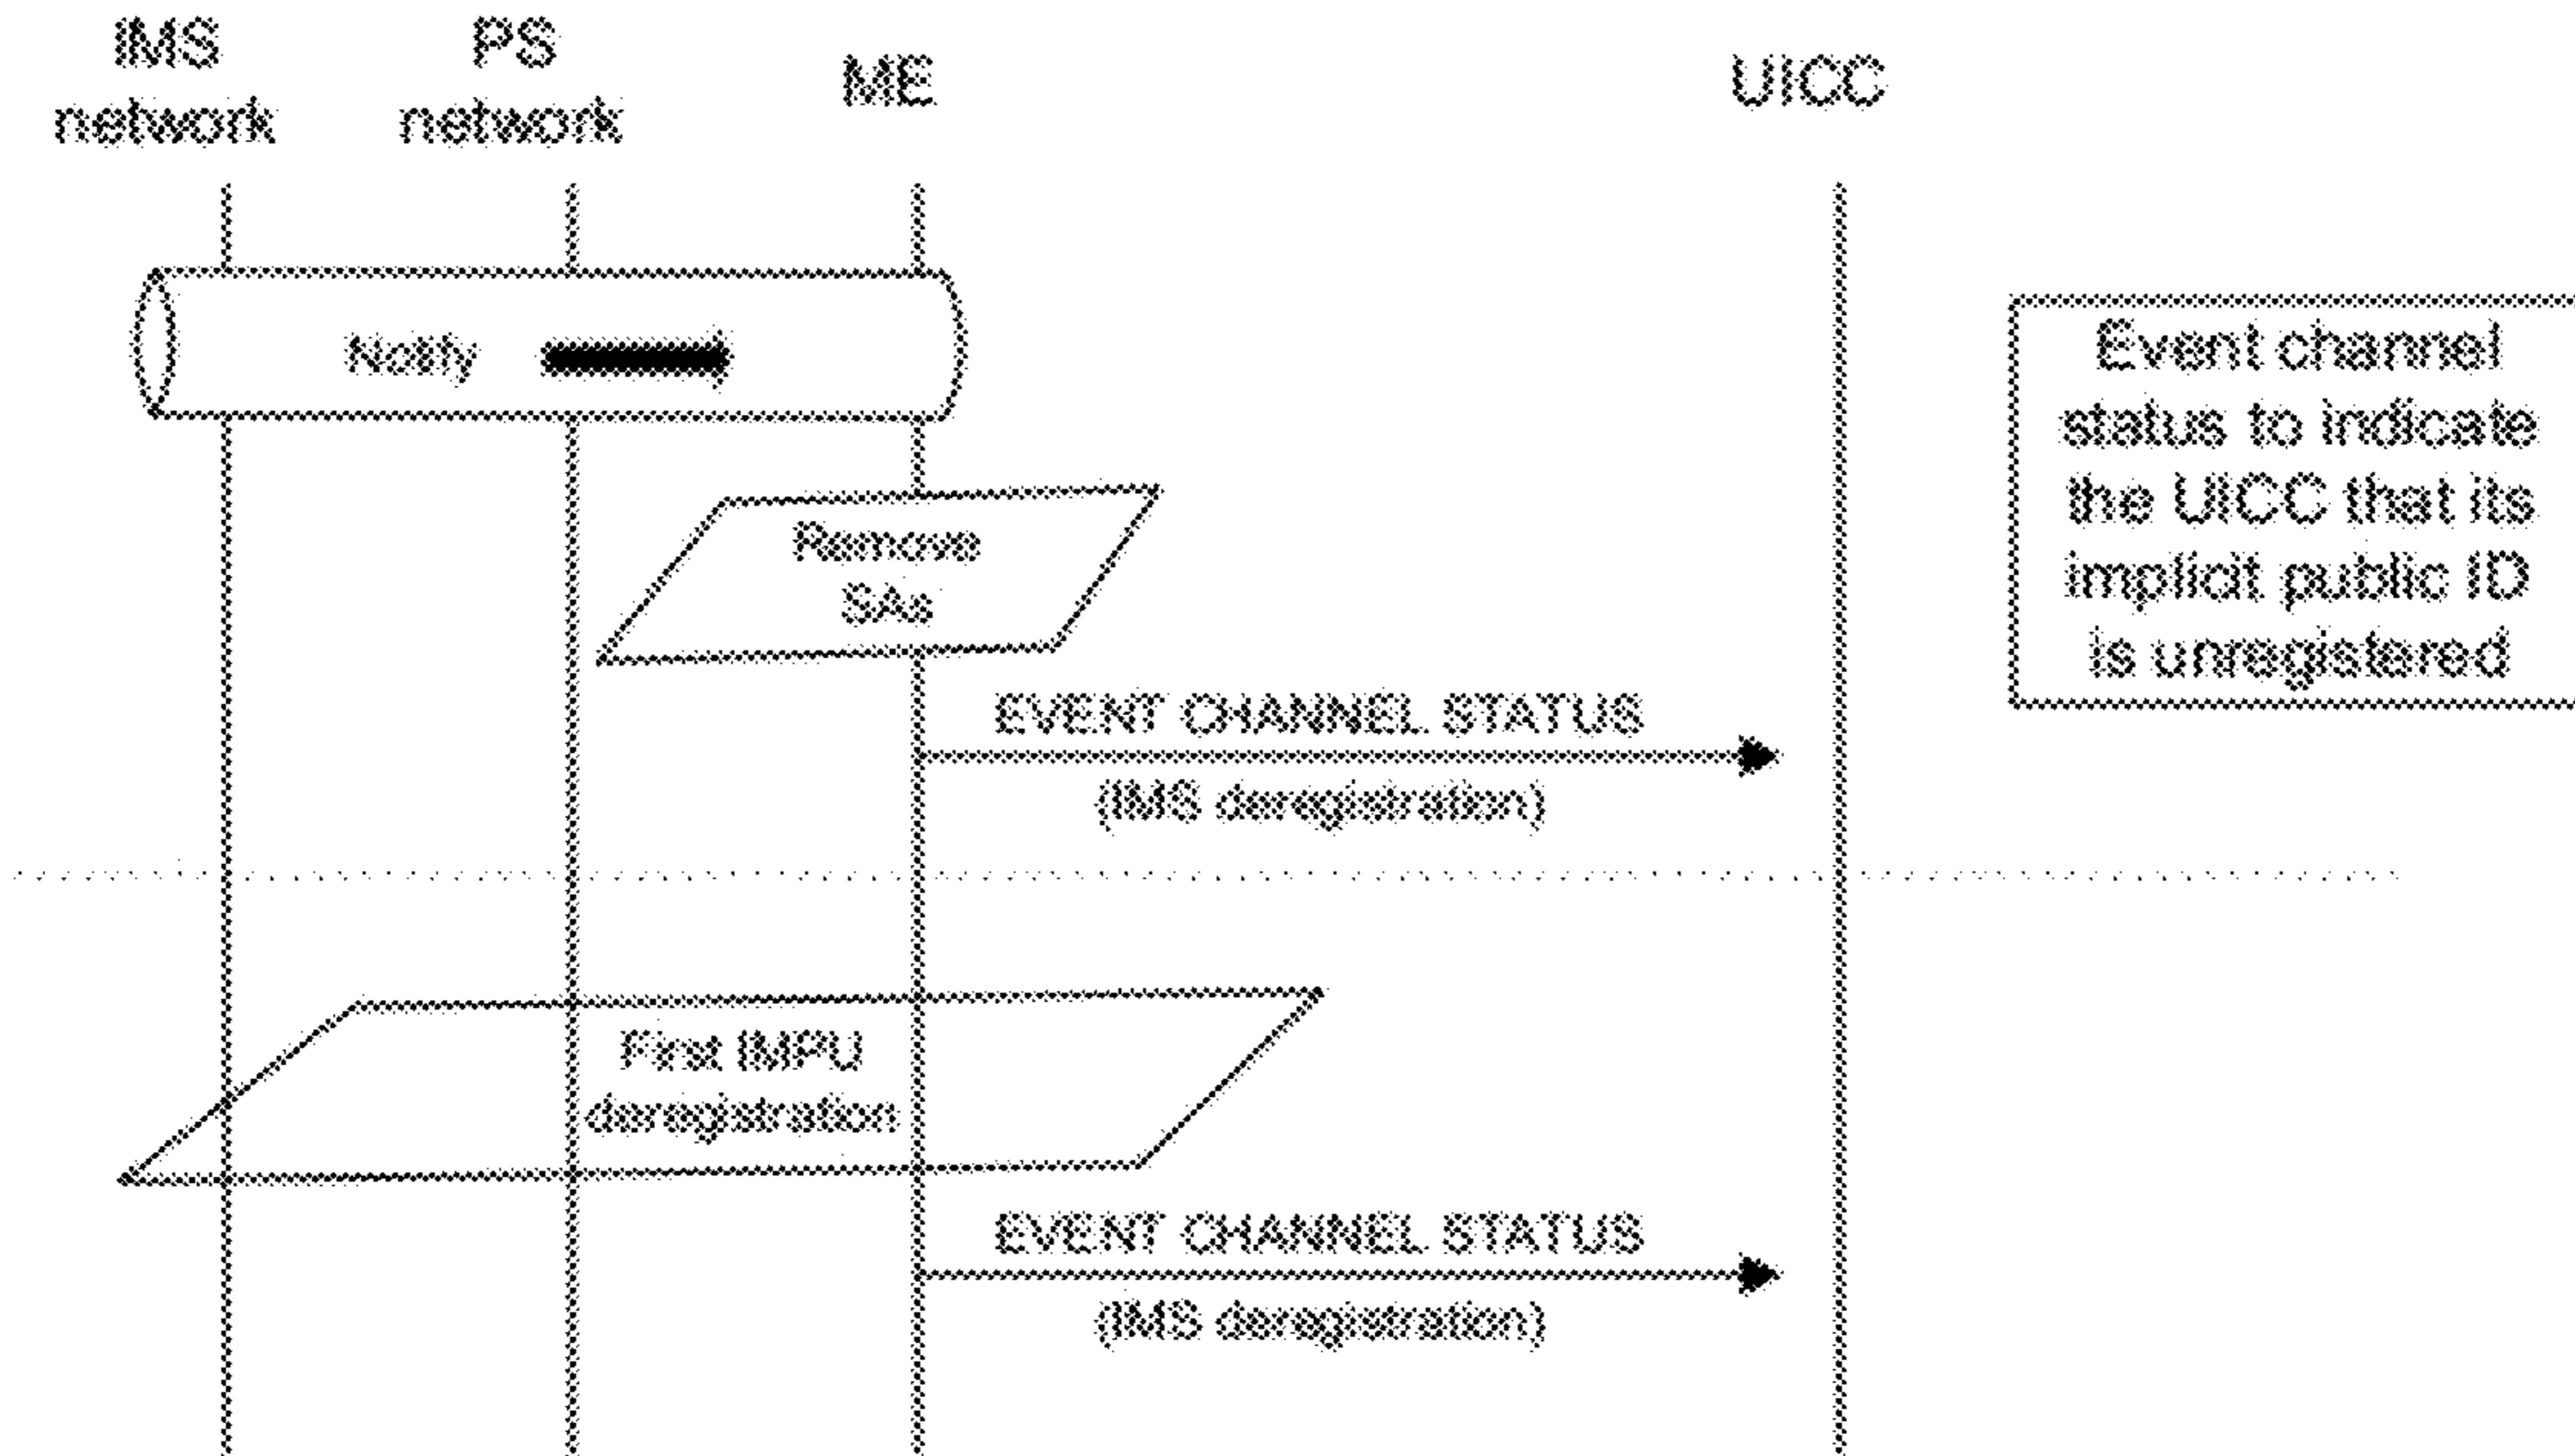 IMS
network
PS
network
ME
UICC
Notify
Remove
SAs
EVENT CHANNEL STATUS
(IMS deregistration)
Event channel
status to indicate
the UICC that its
implicit public ID
is unregistered
First IMPU
deregistration
EVENT CHANNEL STATUS
(IMS deregistration)